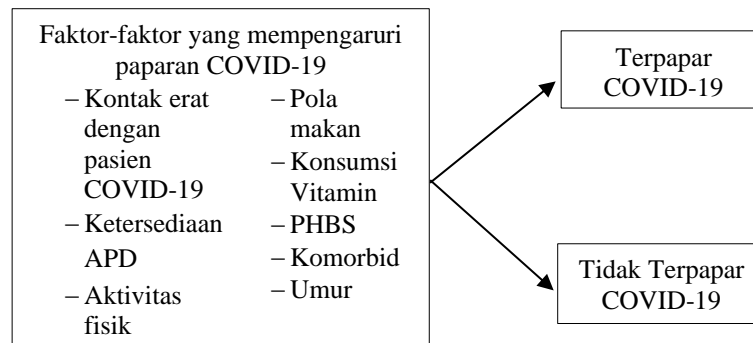 Faktor-faktor yang mempengaruri
paparan COVID-19
– Kontak erat
dengan
pasien
COVID-19
– Ketersediaan
APD
– Aktivitas
fisik
– Pola
makan
– Konsumsi
Vitamin
– PHBS
– Komorbid
– Umur
Terpapar
COVID-19
Tidak Terpapar
COVID-19